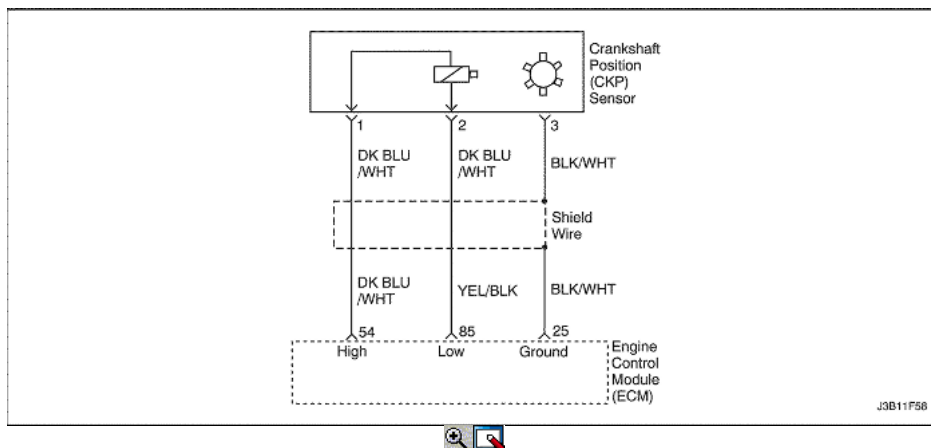 Crankshaft
Position
(CKP)
Sensor
1
2
3
DK BLU
/WHT
DK BLU
/WHT
BLK/WHT
Shield
Wire
DK BLU
/WHT
YEL/BLK
BLK/WHT
54
85
25
High
Low
Ground
Engine
Control
Module
(ECM)
J3B11F58